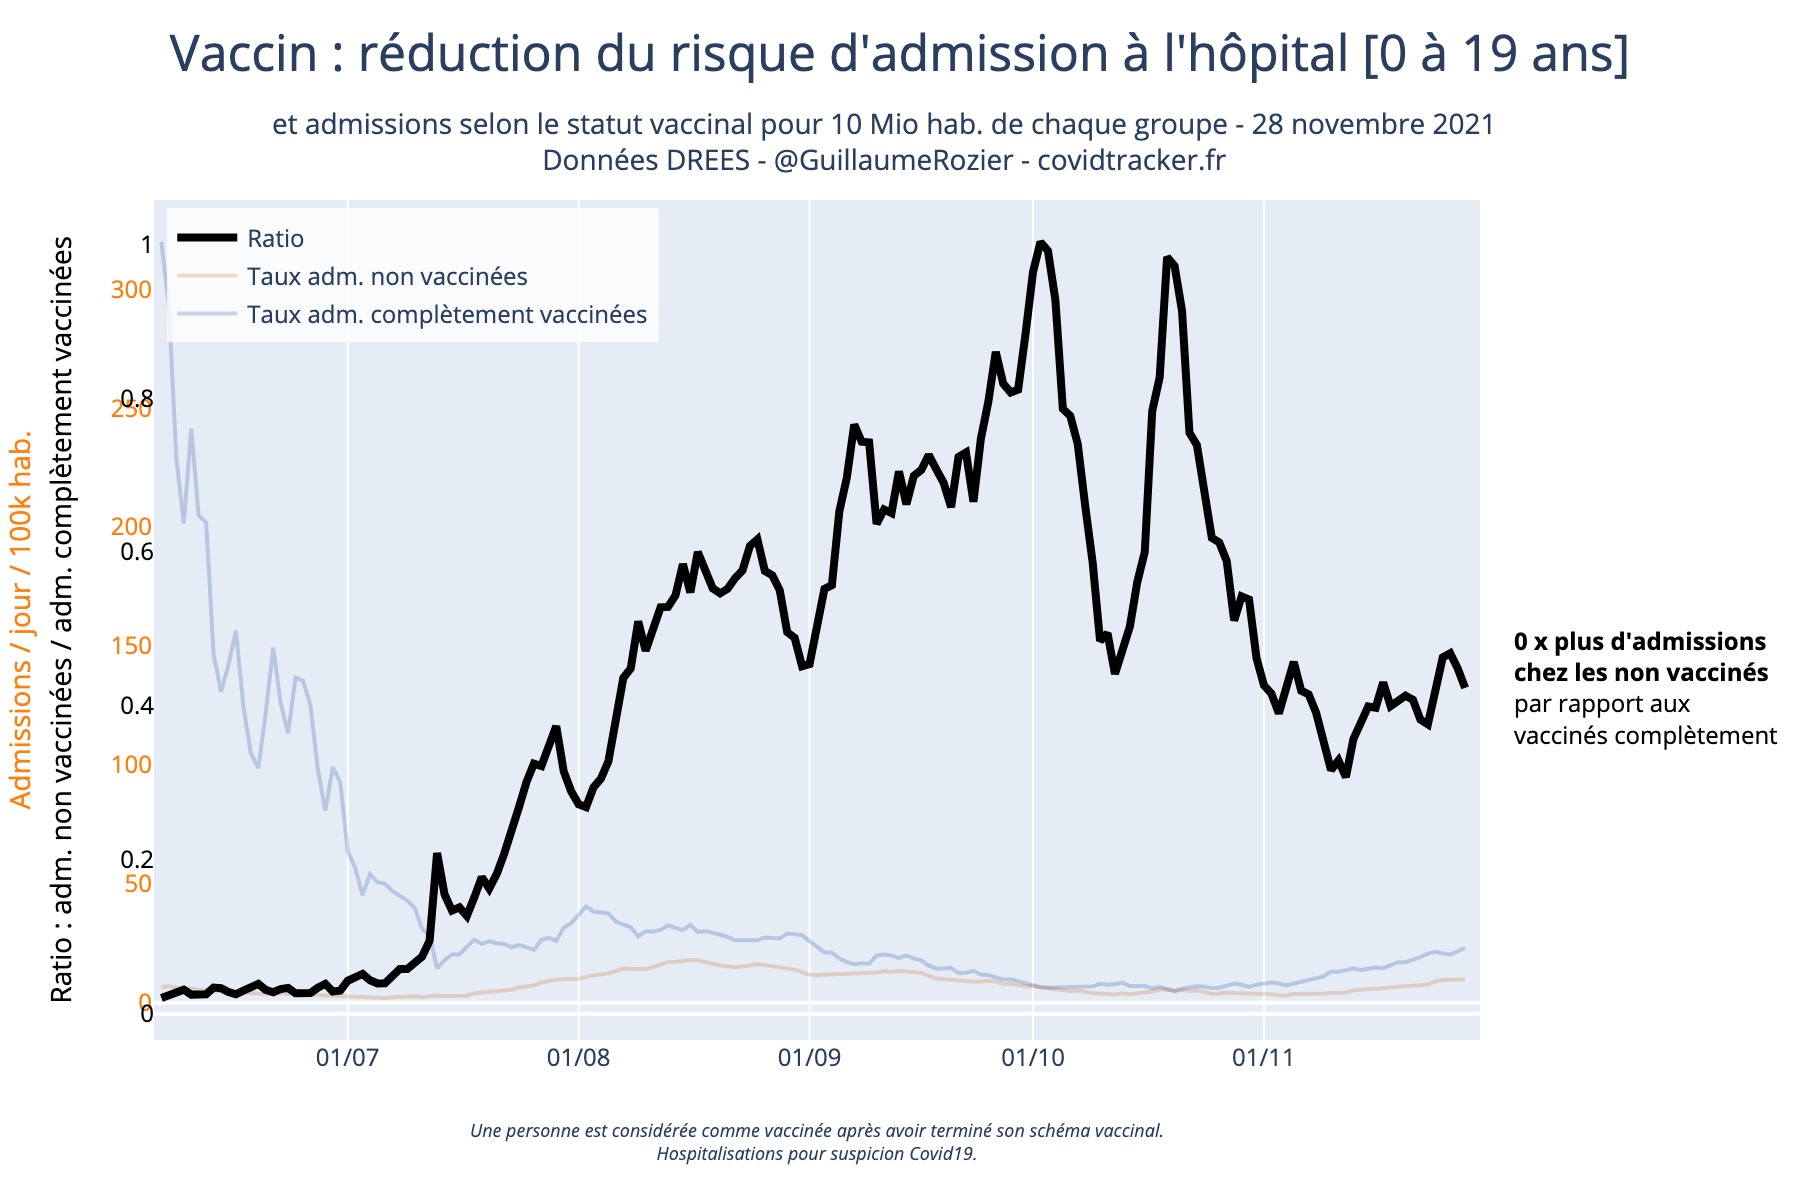 Vaccin : réduction du risque d'admission à l'hôpital [0 à 19 ans]
et admissions selon le statut vaccinal pour 10 Mio hab. de chaque groupe - 28 novembre 2021
Données DREES - @GuillaumeRozier - covidtracker.fr
Ratio
Taux adm. non vaccinées
Taux adm. complètement vaccinées
Admissions / jour / 100k hab.
Ratio : adm. non vaccinées / adm. complètement vaccinées
1
300
0.8
250
200
0.6
150
0.4
100
0.2
50
0
0
01/07
01/08
01/09
01/10
01/11
0 x plus d'admissions
chez les non vaccinés
par rapport aux
vaccinés complètement
Une personne est considérée comme vaccinée après avoir terminé son schéma vaccinal.
Hospitalisations pour suspicion Covid19.